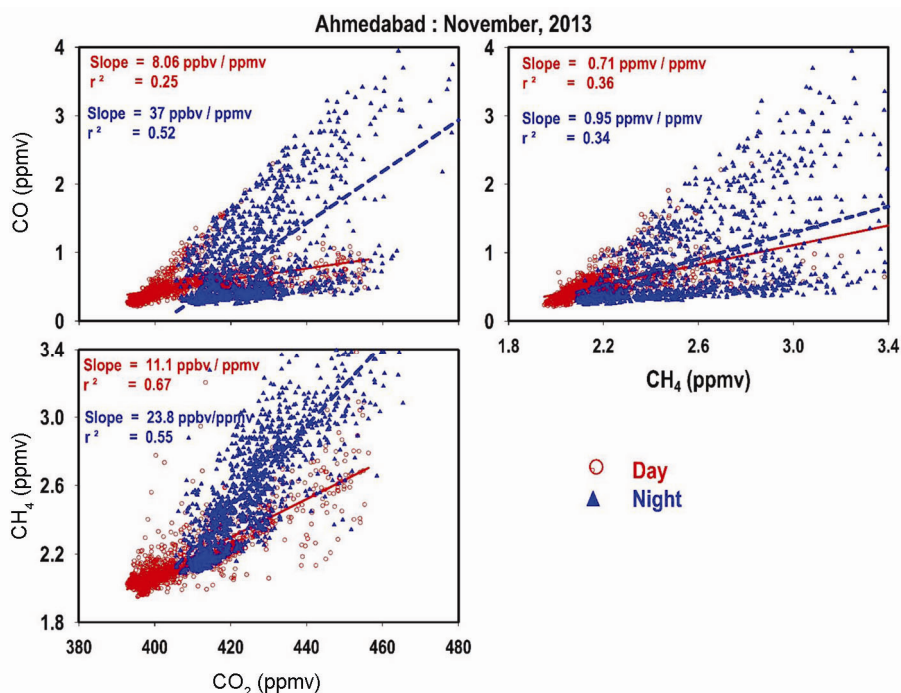 Ahmedabad : November, 2013
Slope = 8.06 ppbv / ppmv
r² = 0.25
Slope = 37 ppbv / ppmv
r² = 0.52
CO (ppmv)
4
3
2
1
0
Slope = 0.71 ppmv / ppmv
r² = 0.36
Slope = 0.95 ppmv / ppmv
r² = 0.34
4
3
2
1
0
1.8 2.2 2.6 3.0 3.4
CH₄ (ppmv)
Slope = 11.1 ppbv / ppmv
r² = 0.67
Slope = 23.8 ppbv/ppmv
r² = 0.55
CH₄ (ppmv)
3.4
3.0
2.6
2.2
1.8
380 400 420 440 460 480
CO₂ (ppmv)
Day
Night